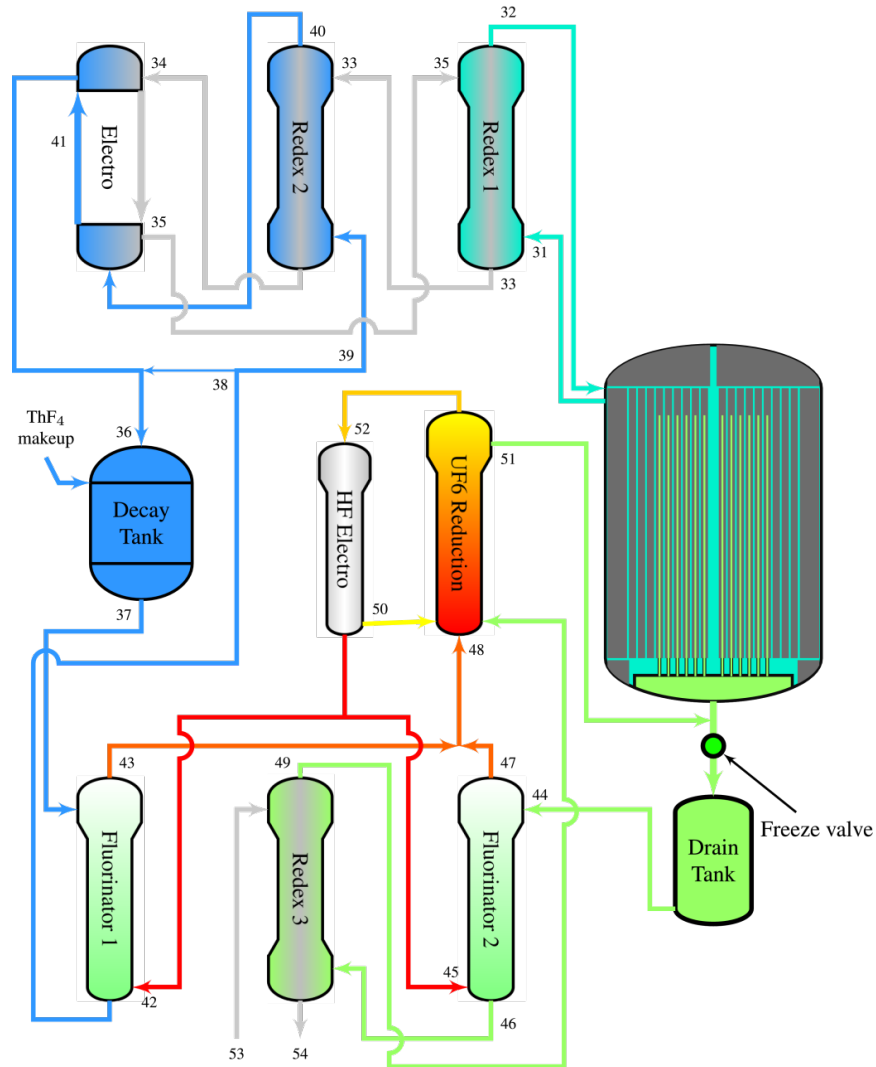 32
40
34
33
35
Electro
Redex 2
Redex 1
41
35
31
33
39
38
ThF4
makeup
36
52
51
UF6 Reduction
HF Electro
Decay
Tank
37
50
48
43
49
47
44
Freeze valve
Fluorinator 1
Redex 3
Fluorinator 2
Drain
Tank
45
42
46
53
54